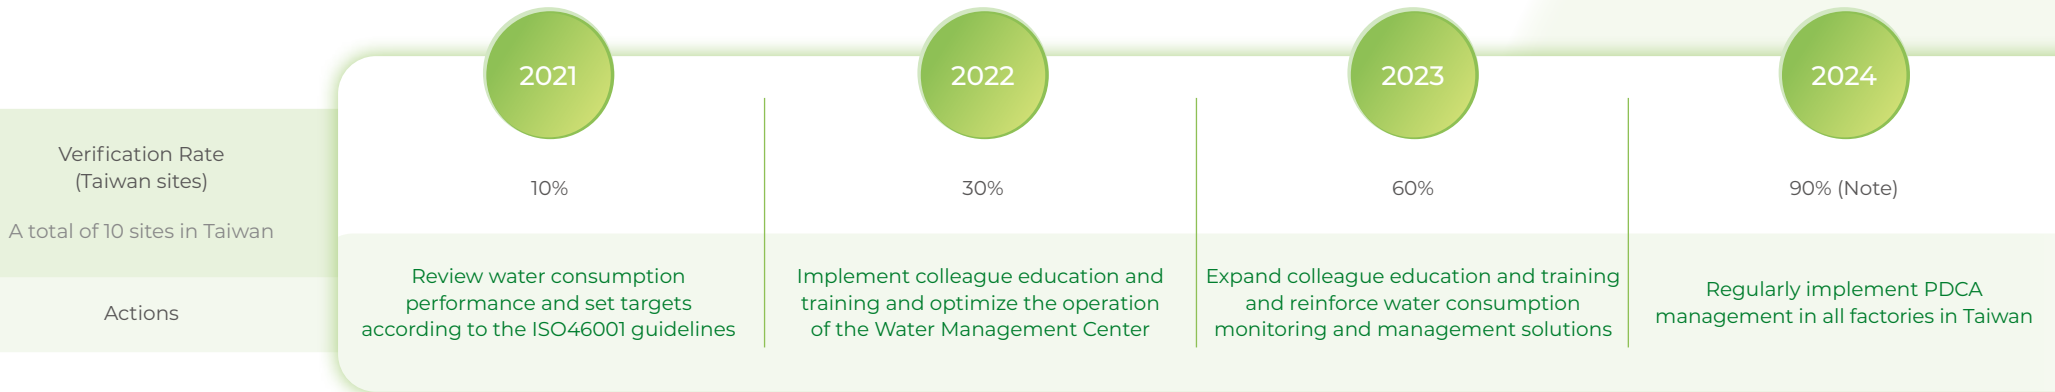 2021
2022
2023
2024
Verification Rate
(Taiwan sites)
A total of 10 sites in Taiwan
10%
30%
60%
90% (Note)
Actions
Review water consumption
performance and set targets
according to the ISO46001 guidelines
Implement colleague education and
training and optimize the operation
of the Water Management Center
Expand colleague education and training
and reinforce water consumption
monitoring and management solutions
Regularly implement PDCA
management in all factories in Taiwan